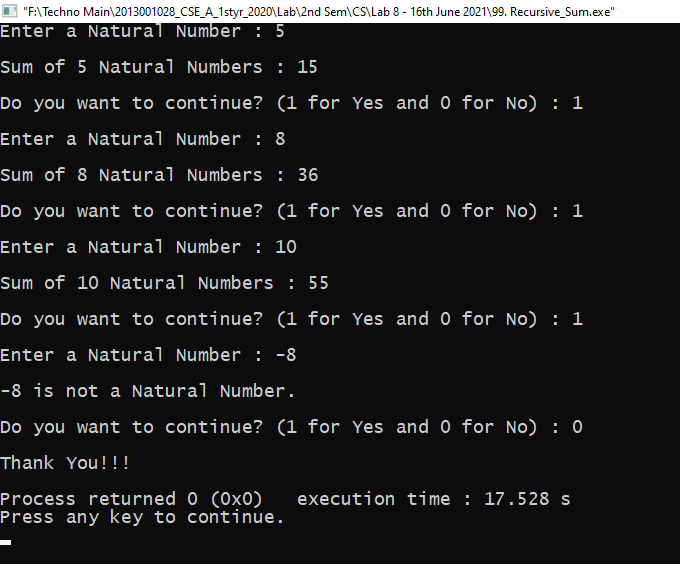 "F:\Techno Main\2013001028_CSE_A_1styr_2020\Lab\2nd Sem\CS\Lab 8 - 16th June 2021\99. Recursive_Sum.exe"
Enter a Natural Number : 5
Sum of 5 Natural Numbers : 15
Do you want to continue? (1 for Yes and 0 for No) : 1
Enter a Natural Number : 8
Sum of 8 Natural Numbers : 36
Do you want to continue? (1 for Yes and 0 for No) : 1
Enter a Natural Number : 10
Sum of 10 Natural Numbers : 55
Do you want to continue? (1 for Yes and 0 for No) : 1
Enter a Natural Number : -8
-8 is not a Natural Number.
Do you want to continue? (1 for Yes and 0 for No) : 0
Thank You!!!
Process returned 0 (0x0)   execution time : 17.528 s
Press any key to continue.